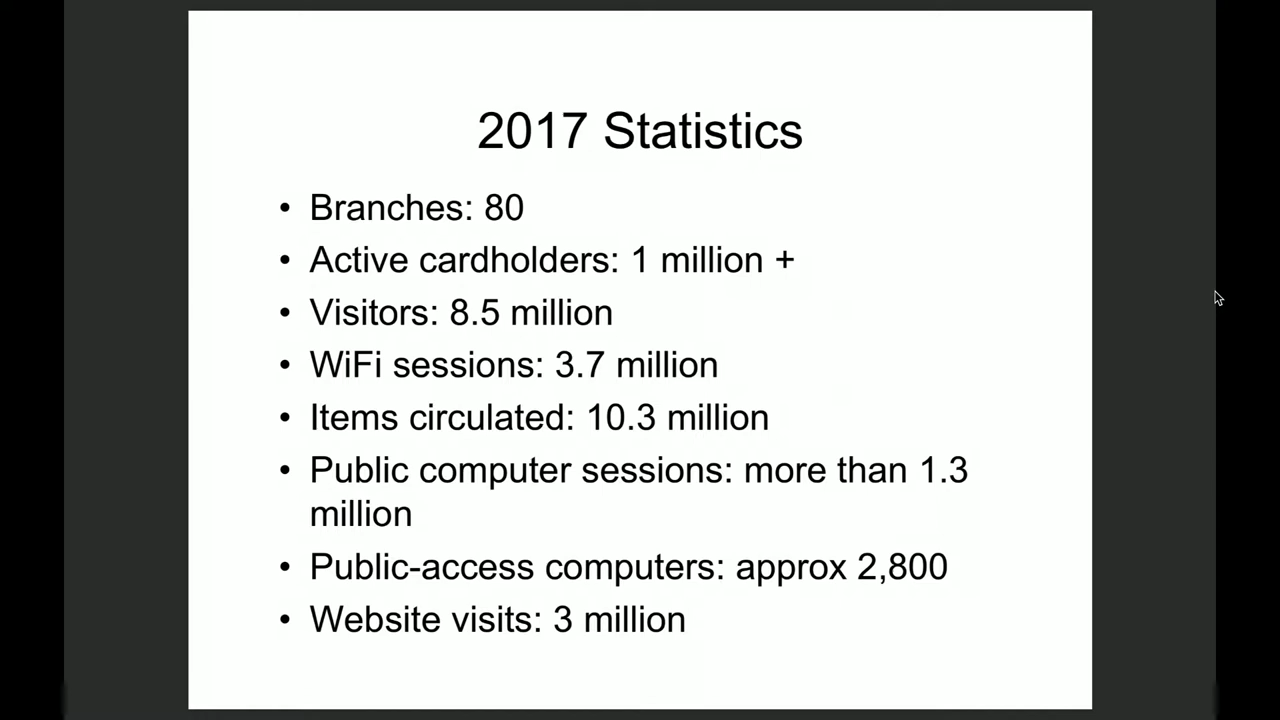 2017 Statistics
• Branches: 80
• Active cardholders: 1 million +
• Visitors: 8.5 million
• WiFi sessions: 3.7 million
• Items circulated: 10.3 million
• Public computer sessions: more than 1.3
million
• Public-access computers: approx 2,800
• Website visits: 3 million